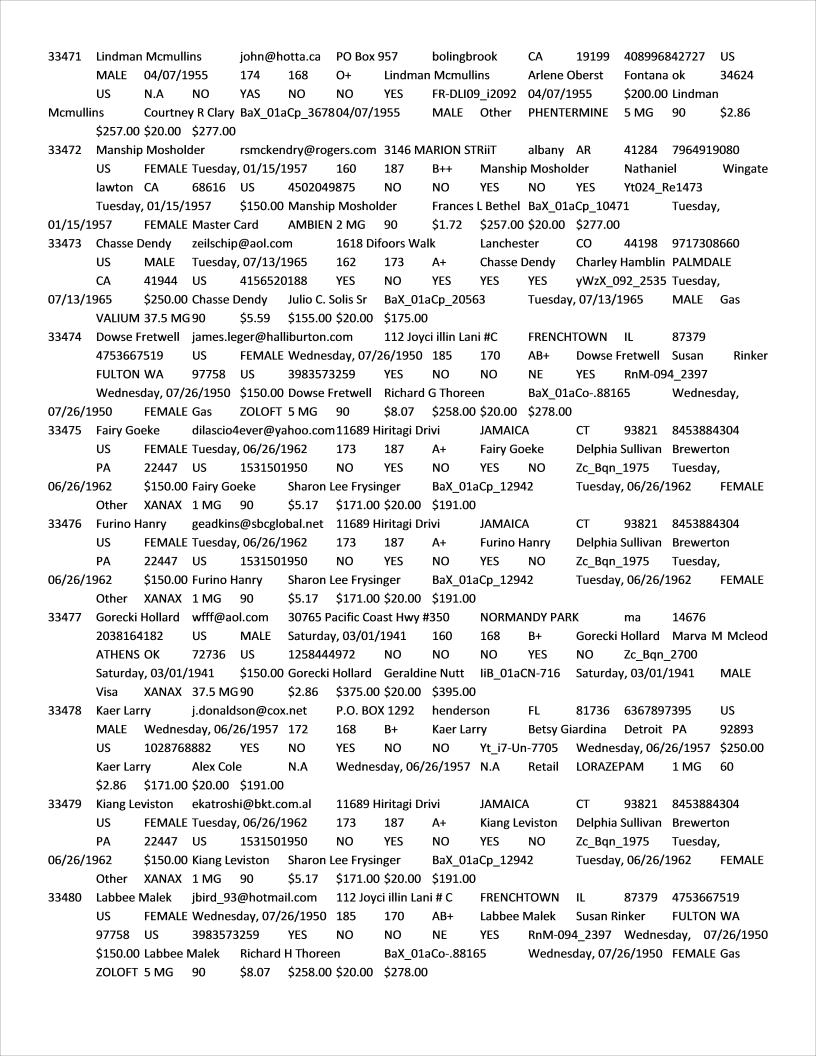 33471 Lindman Mcmullins john@hotta.ca PO Box 957 bolingbrook CA 19199 408996842727 US
MALE 04/07/1955 174 168 O+ Lindman Mcmullins Arlene Oberst Fontana ok 34624
US N.A NO YAS NO NO YES FR-DLI09_i2092 04/07/1955 $200.00 Lindman
Mcmullins Courtney R Clary BaX_01aCp_3678 04/07/1955 MALE Other PHENTERMINE 5 MG 90 $2.86
$257.00 $20.00 $277.00
33472 Manship Mosholder rsmckendry@rogers.com 3146 MARION STRiiT albany AR 41284 7964919080
US FEMALE Tuesday, 01/15/1957 160 187 B++ Manship Mosholder Nathaniel Wingate
lawton CA 68616 US 4502049875 NO NO YES NO YES Yt024_Re1473
Tuesday, 01/15/1957 $150.00 Manship Mosholder Frances L Bethel BaX_01aCp_10471 Tuesday,
01/15/1957 FEMALE Master Card AMBIEN 2 MG 90 $1.72 $257.00 $20.00 $277.00
33473 Chasse Dendy zeilschip@aol.com 1618 Difoors Walk Lanchester CO 44198 9717308660
US MALE Tuesday, 07/13/1965 162 173 A+ Chasse Dendy Charley Hamblin PALMDALE
CA 41944 US 4156520188 YES NO YES YES YES yWzX_092_2535 Tuesday,
07/13/1965 $250.00 Chasse Dendy Julio C. Solis Sr BaX_01aCp_20563 Tuesday, 07/13/1965 MALE Gas
VALIUM 37.5 MG 90 $5.59 $155.00 $20.00 $175.00
33474 Dowse Fretwell james.leger@halliburton.com 112 Joyci illin Lani #C FRENCHTOWN IL 87379
4753667519 US FEMALE Wednesday, 07/26/1950 185 170 AB+ Dowse Fretwell Susan Rinker
FULTON WA 97758 US 3983573259 YES NO NO NE YES RnM-094_2397
Wednesday, 07/26/1950 $150.00 Dowse Fretwell Richard G Thoreen BaX_01aCo-.88165 Wednesday,
07/26/1950 FEMALE Gas ZOLOFT 5 MG 90 $8.07 $258.00 $20.00 $278.00
33475 Fairy Goeke dilascio4ever@yahoo.com 11689 Hiritagi Drivi JAMAICA CT 93821 8453884304
US FEMALE Tuesday, 06/26/1962 173 187 A+ Fairy Goeke Delphia Sullivan Brewerton
PA 22447 US 1531501950 NO YES NO YES NO Zc_Bqn_1975 Tuesday,
06/26/1962 $150.00 Fairy Goeke Sharon Lee Frysinger BaX_01aCp_12942 Tuesday, 06/26/1962 FEMALE
Other XANAX 1 MG 90 $5.17 $171.00 $20.00 $191.00
33476 Furino Hanry geadkins@sbcglobal.net 11689 Hiritagi Drivi JAMAICA CT 93821 8453884304
US FEMALE Tuesday, 06/26/1962 173 187 A+ Furino Hanry Delphia Sullivan Brewerton
PA 22447 US 1531501950 NO YES NO YES NO Zc_Bqn_1975 Tuesday,
06/26/1962 $150.00 Furino Hanry Sharon Lee Frysinger BaX_01aCp_12942 Tuesday, 06/26/1962 FEMALE
Other XANAX 1 MG 90 $5.17 $171.00 $20.00 $191.00
33477 Gorecki Hollard wfff@aol.com 30765 Pacific Coast Hwy #350 NORMANDY PARK ma 14676
2038164182 US MALE Saturday, 03/01/1941 160 168 B+ Gorecki Hollard Marva M Mcleod
ATHENS OK 72736 US 1258444972 NO NO NO YES NO Zc_Bqn_2700
Saturday, 03/01/1941 $150.00 Gorecki Hollard Geraldine Nutt IiB_01aCN-716 Saturday, 03/01/1941 MALE
Visa XANAX 37.5 MG 90 $2.86 $375.00 $20.00 $395.00
33478 Kaer Larry j.donaldson@cox.net P.O. BOX 1292 henderson FL 81736 6367897395 US
MALE Wednesday, 06/26/1957 172 168 B+ Kaer Larry Betsy Giardina Detroit PA 92893
US 1028768882 YES NO YES NO NO Yt_i7-Un-7705 Wednesday, 06/26/1957 $250.00
Kaer Larry Alex Cole N.A Wednesday, 06/26/1957 N.A Retail LORAZEPAM 1 MG 60
$2.86 $171.00 $20.00 $191.00
33479 Kiang Leviston ekatroshi@bkt.com.al 11689 Hiritagi Drivi JAMAICA CT 93821 8453884304
US FEMALE Tuesday, 06/26/1962 173 187 A+ Kiang Leviston Delphia Sullivan Brewerton
PA 22447 US 1531501950 NO YES NO YES NO Zc_Bqn_1975 Tuesday,
06/26/1962 $150.00 Kiang Leviston Sharon Lee Frysinger BaX_01aCp_12942 Tuesday, 06/26/1962 FEMALE
Other XANAX 1 MG 90 $5.17 $171.00 $20.00 $191.00
33480 Labbee Malek jbird_93@hotmail.com 112 Joyci illin Lani # C FRENCHTOWN IL 87379 4753667519
US FEMALE Wednesday, 07/26/1950 185 170 AB+ Labbee Malek Susan Rinker FULTON WA
97758 US 3983573259 YES NO NO NE YES RnM-094_2397 Wednesday, 07/26/1950
$150.00 Labbee Malek Richard H Thoreen BaX_01aCo-.88165 Wednesday, 07/26/1950 FEMALE Gas
ZOLOFT 5 MG 90 $8.07 $258.00 $20.00 $278.00